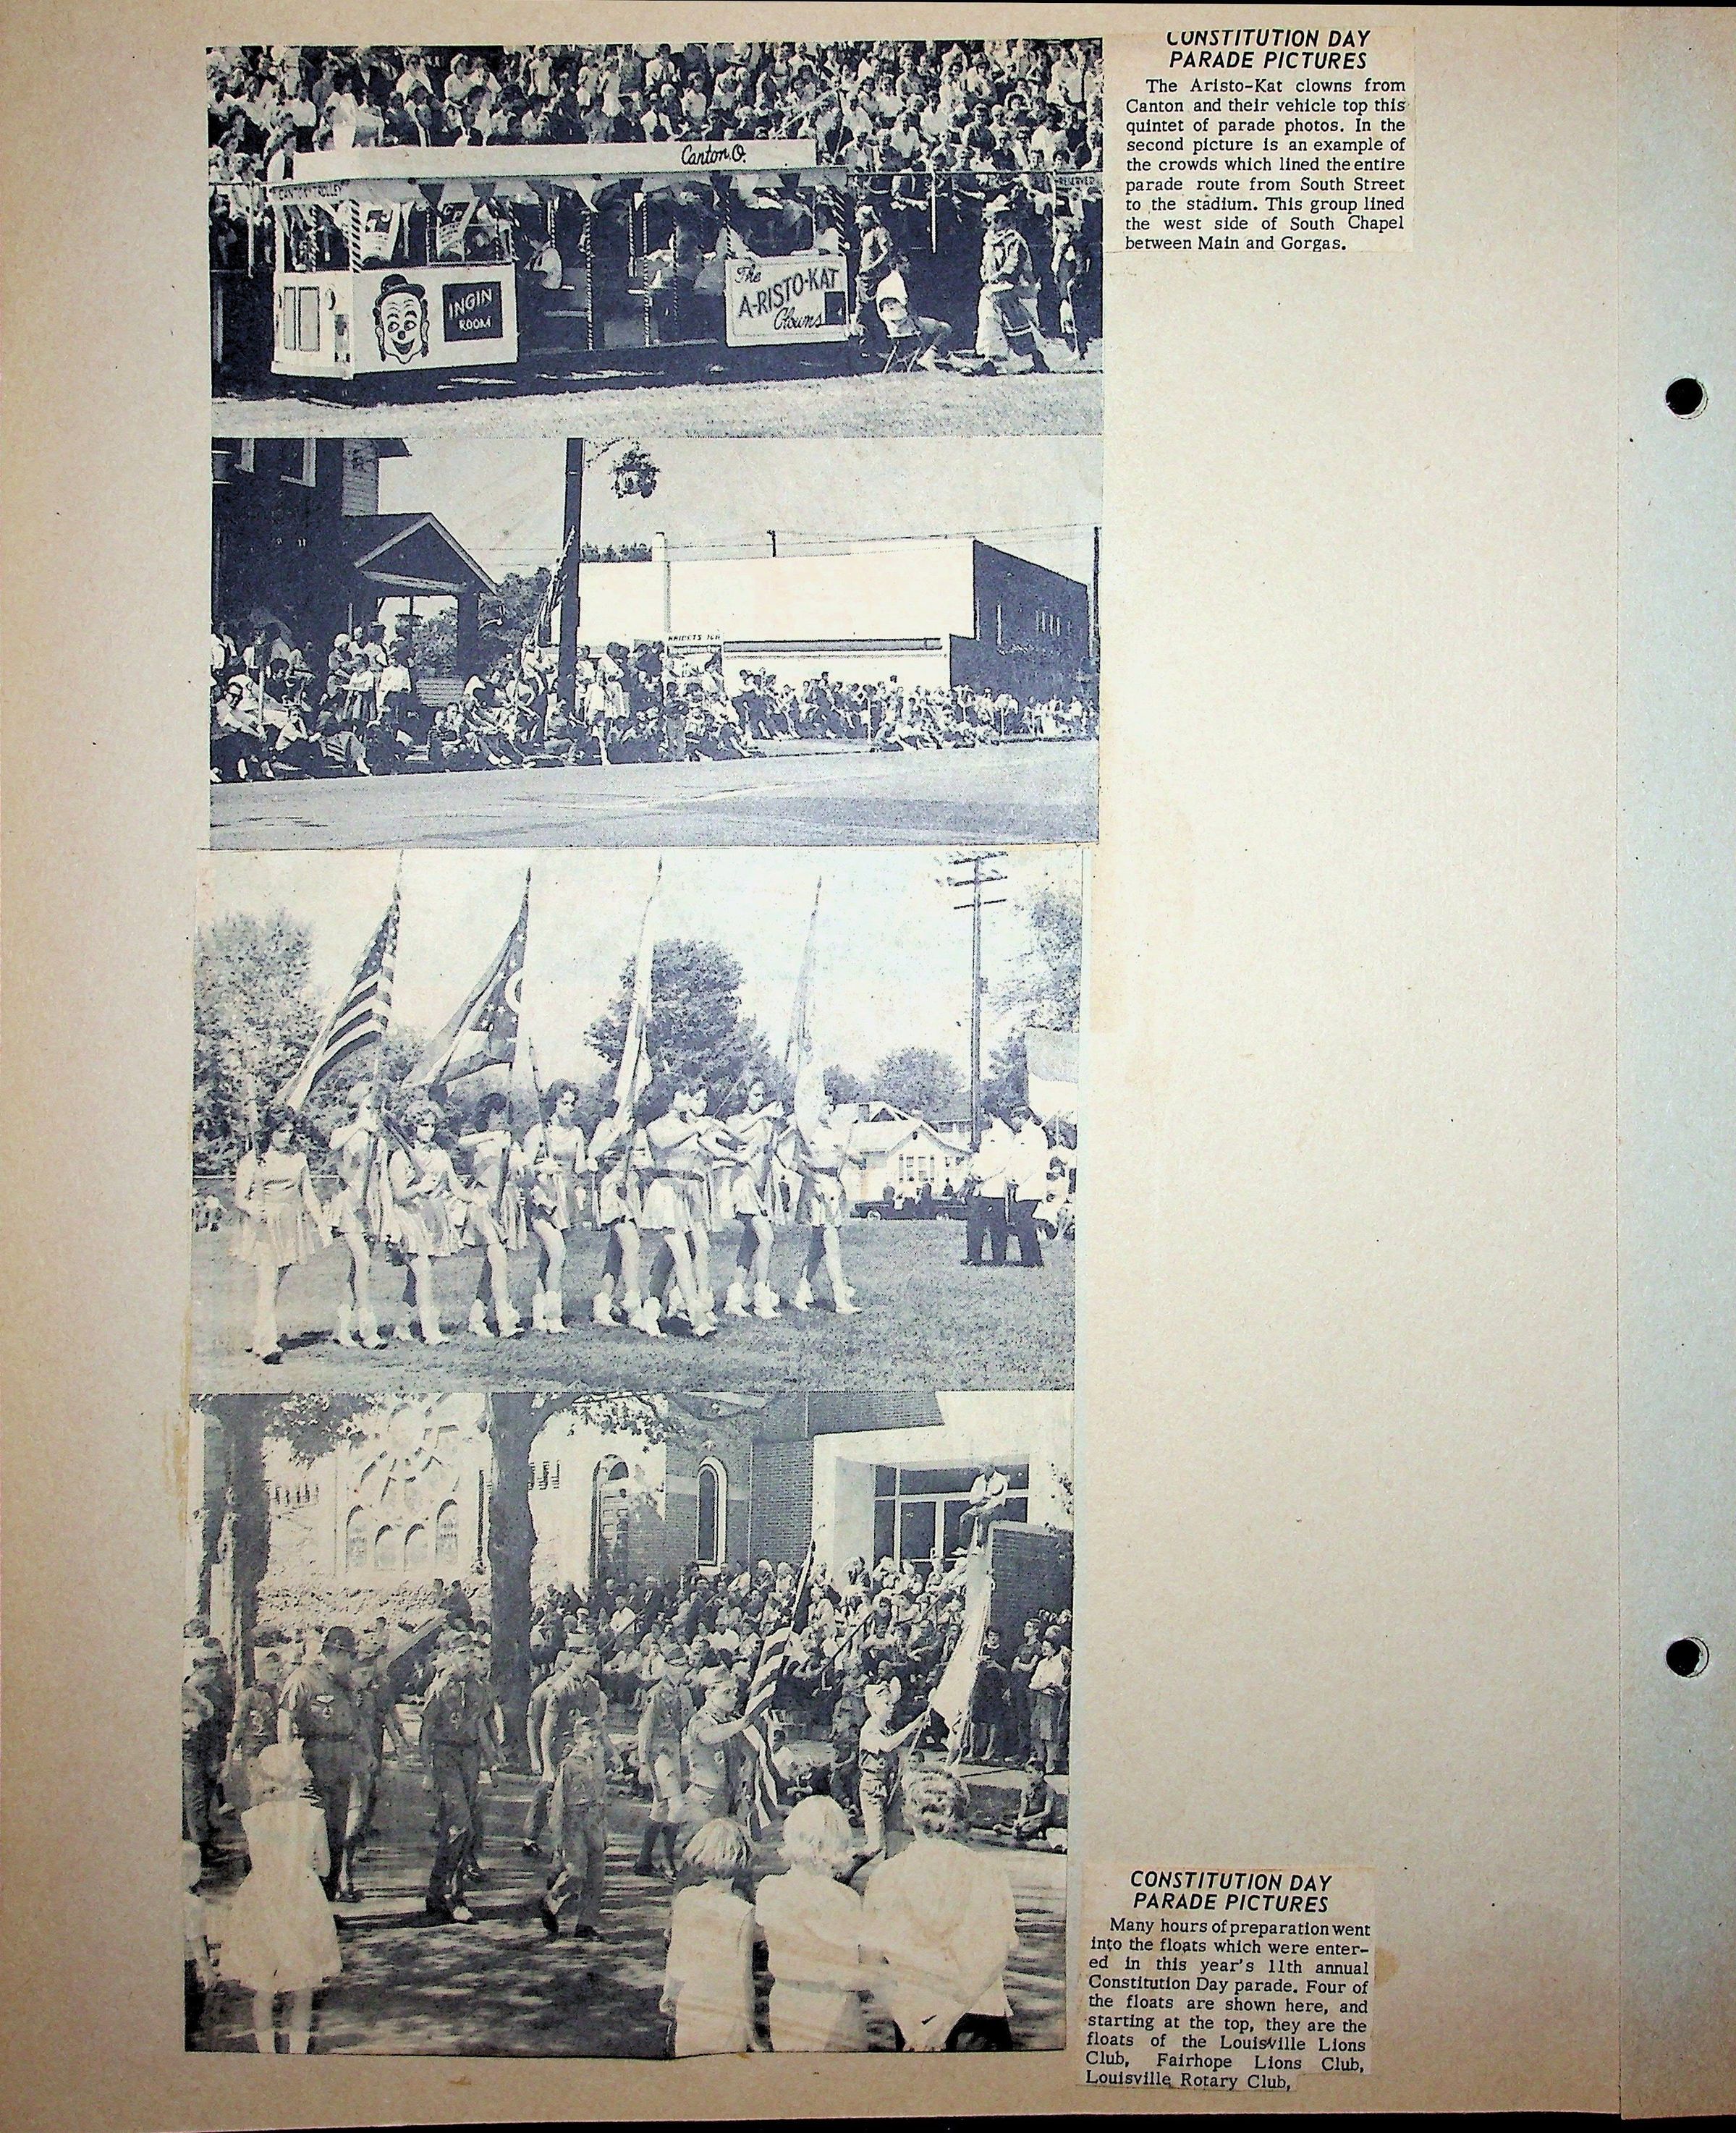 CONSTITUTION DAY
PARADE PICTURES
The Aristo-Kat clowns from
Canton and their vehicle top this
quintet of parade photos. In the
second picture is an example of
the crowds which lined the entire
parade route from South Street
to the stadium. This group lined
the west side of South Chapel
between Main and Gorgas.
Canton, O.
CANTON TROLLEY
RESERVED
INGIN
ROOM
The
A-RISTO-KAT
Clowns
CONSTITUTION DAY
PARADE PICTURES
Many hours of preparation went
into the floats which were enter-
ed in this year's 11th annual
Constitution Day parade. Four of
the floats are shown here, and
starting at the top, they are the
floats of the Louisville Lions
Club, Fairhope Lions Club,
Louisville Rotary Club,